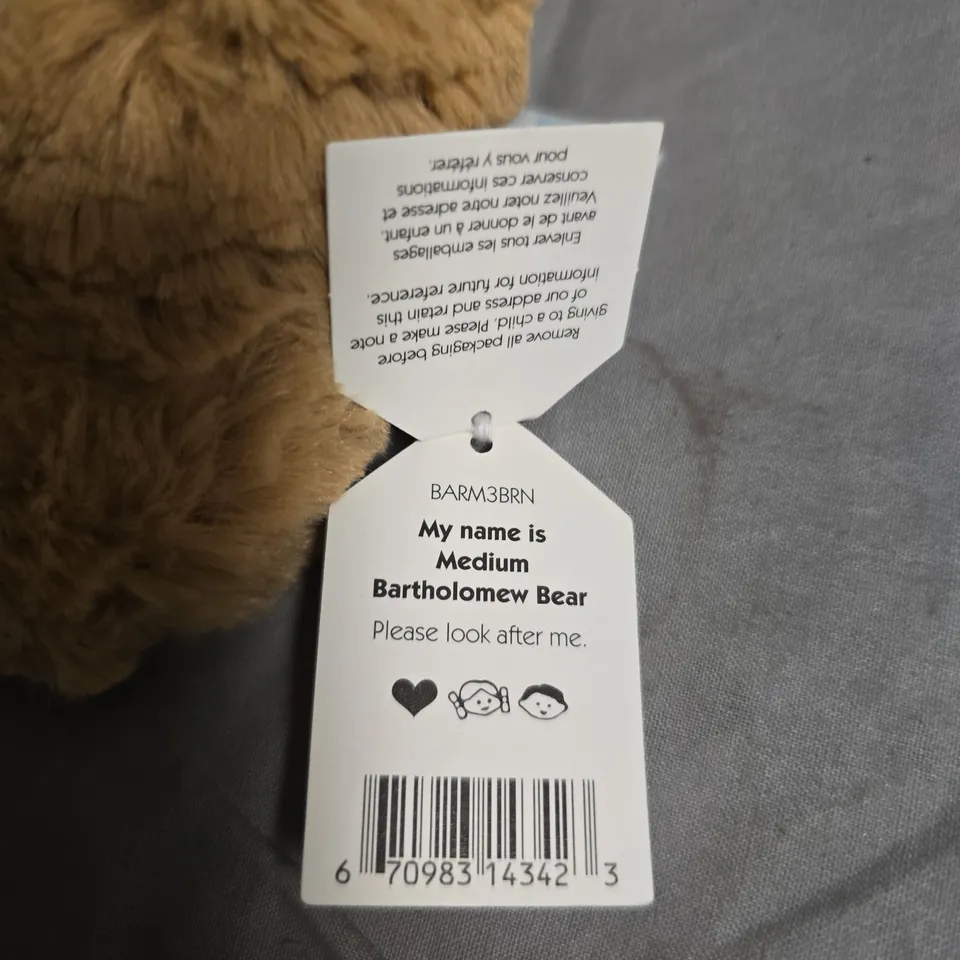 Remove all packaging before
giving to a child. Please make a note
of our address and retain this
information for future reference.
Enlever tous les emballages
avant de le donner à un enfant.
Veuillez noter notre adresse et
conserver ces informations
pour vous y référer.
BARM3BRN
My name is
Medium
Bartholomew Bear
Please look after me.
6 70983 14342 3